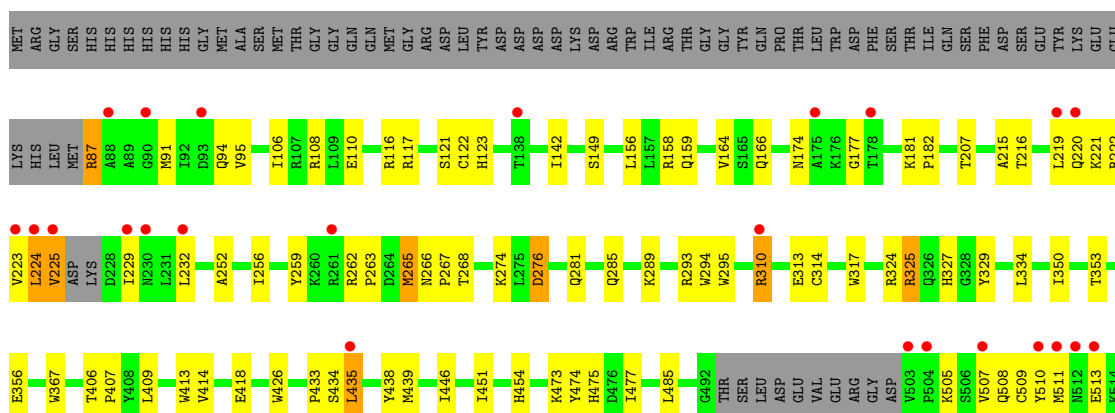 MET ARG GLY SER HIS HIS HIS HIS HIS HIS GLY MET ALA SER MET THR GLY GLY GLN GLN MET GLY ARG ASP LEU TYR ASP ASP ASP ASP LYS ASP ARG TRP ILE ARG THR GLY GLY TYR GLN GLN PRO THR LEU TRP ASP PHE SER THR ILE GLN SER PHE ASP SER GLU TYR LYS GLU
LYS HIS LEU MET R87 A88 A89 G90 M91 I92 D93 Q94 V95 I106 R107 R108 L109 E110 R116 R117 S121 C122 H123 T138 I142 S149 L156 L157 R158 Q159 V164 S165 Q166 N174 A175 K176 G177 T178 K181 P182 T207 A215 T216 L219 Q220 K221
V223 L224 V225 ASP LYS D228 I229 N230 L231 L232 A252 I256 Y259 K260 R261 R262 P263 D264 M265 N266 P267 T268 K274 L275 D276 Q281 Q285 K289 R293 W294 W295 R310 E313 C314 W317 R324 R325 Q326 H327 G328 Y329 L334 I350 T353
E356 W367 T406 P407 Y408 L409 W413 V414 E418 W426 P433 S434 L435 Y438 M439 I446 I451 H454 K473 Y474 H475 D476 I477 L485 G492 THR SER LEU ASP GLU VAL GLU ARG GLY ASP V503 P504 K505 S506 V507 Q508 C509 Y510 M511 N512 E513